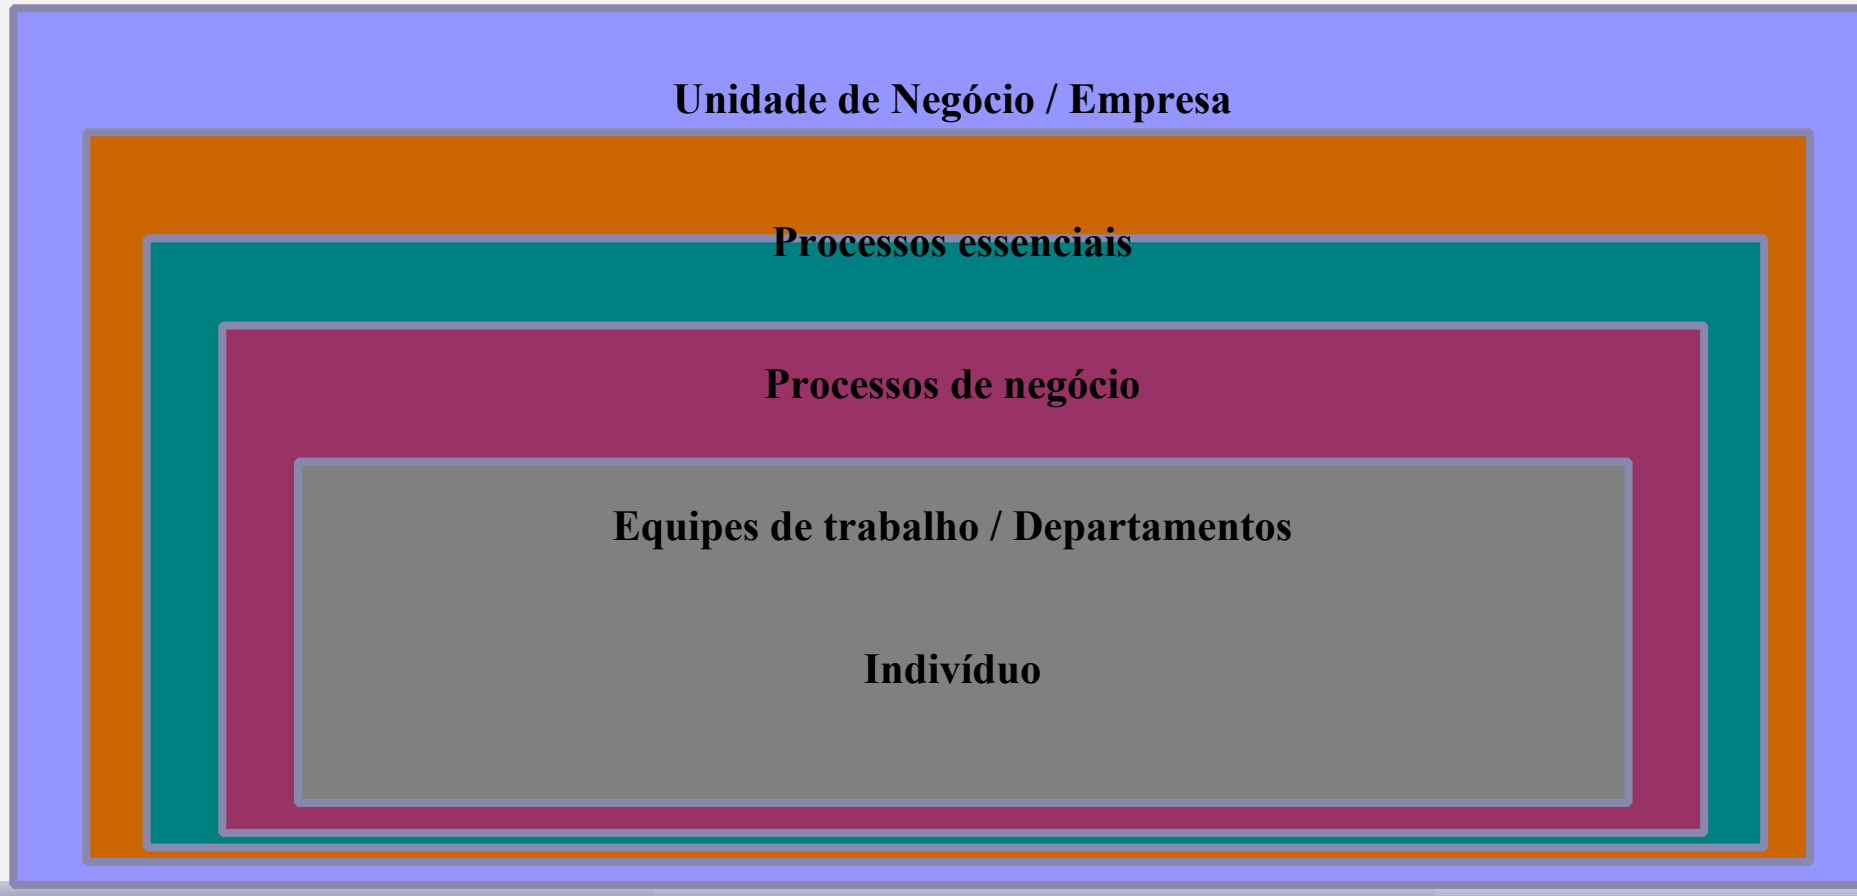 Unidade de Negócio / Empresa
Processos essenciais
Processos de negócio
Equipes de trabalho / Departamentos
Indivíduo